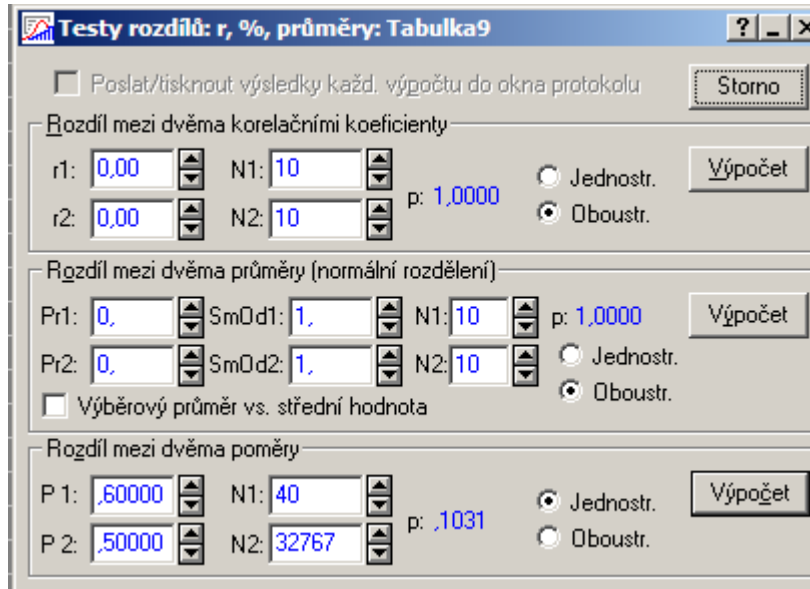 Testy rozdílů: r, %, průměry: Tabulka9
Poslat/tisknout výsledky každ. výpočtu do okna protokolu
Storno
Rozdíl mezi dvěma korelačními koeficienty
r1: 0,00 N1: 10
r2: 0,00 N2: 10
p: 1,0000
Jednostr.
Oboustr.
Výpočet
Rozdíl mezi dvěma průměry (normální rozdělení)
Pr1: 0, SmOd1: 1, N1: 10 p: 1,0000
Pr2: 0, SmOd2: 1, N2: 10
Jednostr.
Oboustr.
Výpočet
Výběrový průměr vs. střední hodnota
Rozdíl mezi dvěma poměry
P 1: ,60000 N1: 40
P 2: ,50000 N2: 32767
p: ,1031
Jednostr.
Oboustr.
Výpočet